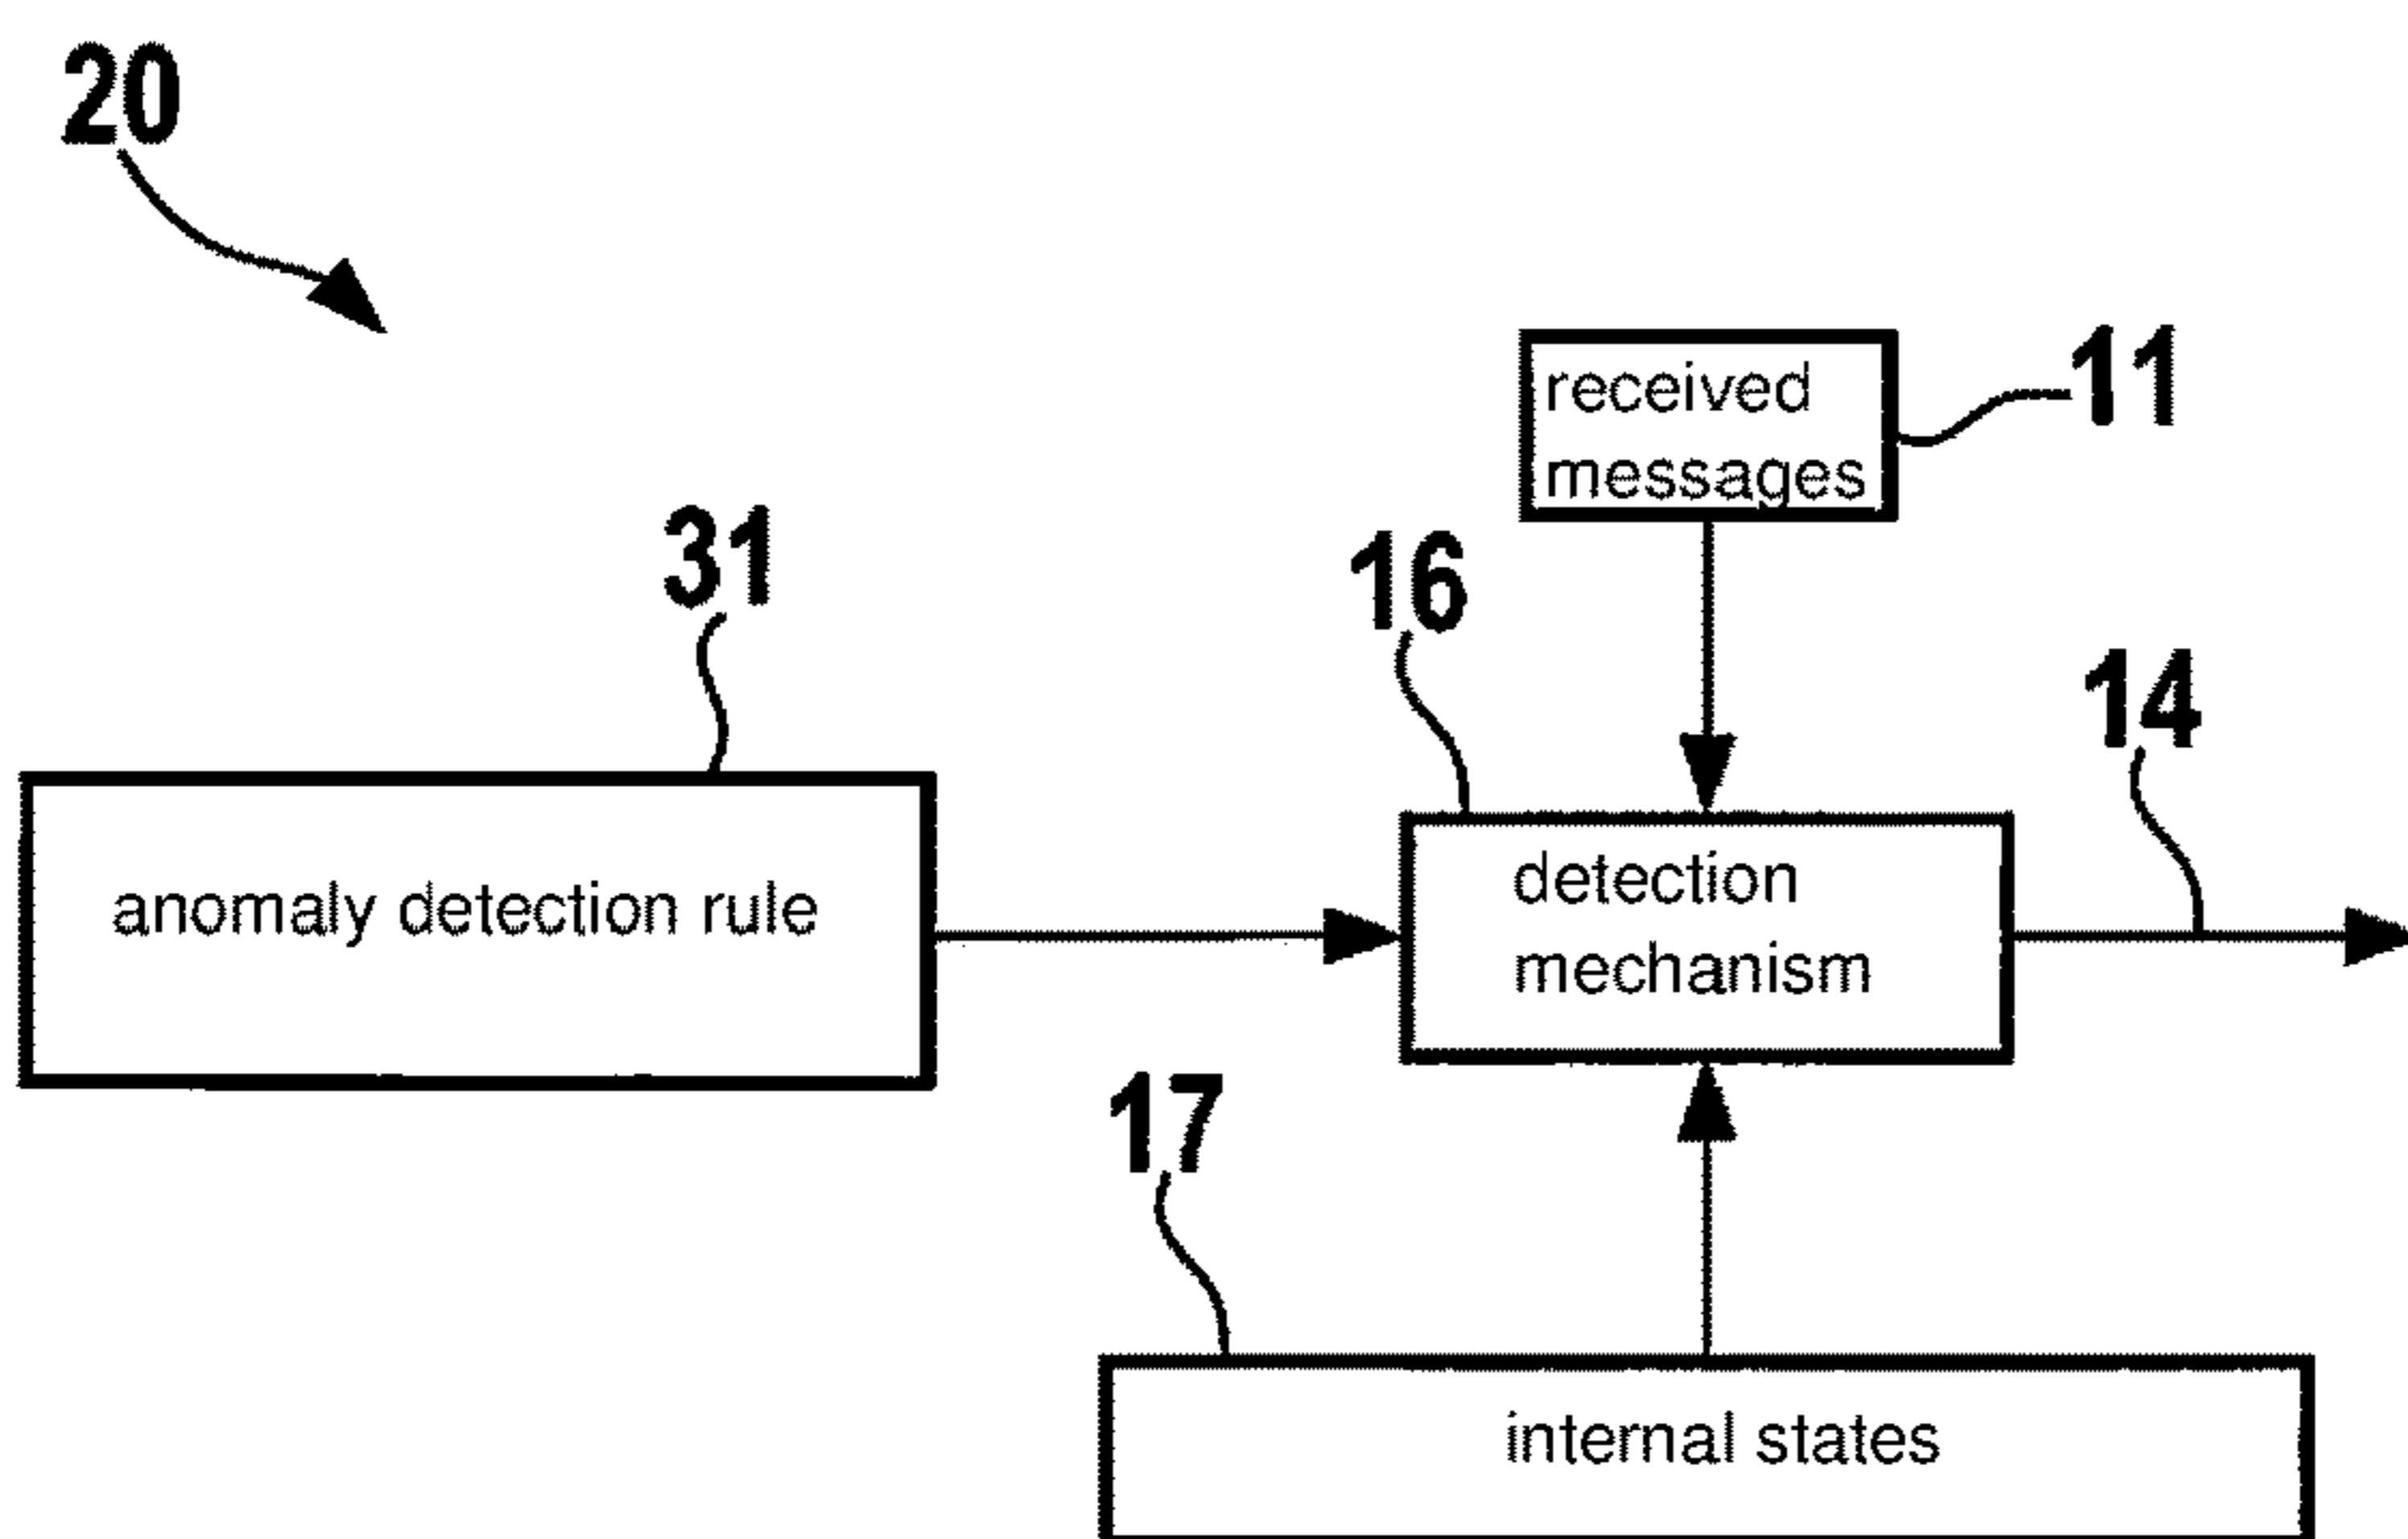 20
received
messages
11
31
16
14
anomaly detection rule
detection
mechanism
17
internal states